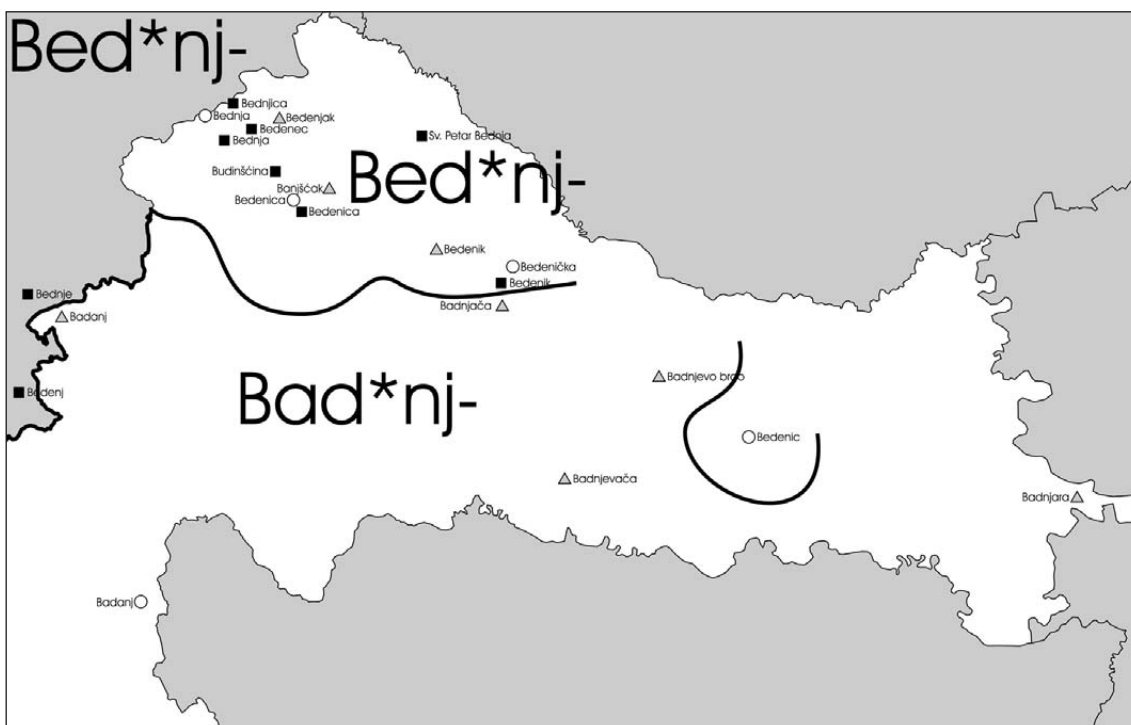 Bed*nj-
Bednjica
Bednja
Bedenjak
Bedenec
Bednja
Sv. Petar Bednja
Budinšćina
Banjšćak
Bed*nj-
Bedenica
Bedenica
Bedenik
Bedenička
Bedenik
Bednje
Badnjača
Badanj
Badnjevo brdo
Bedenj
Bad*nj-
Bedenic
Badnjevača
Badnjara
Badanj